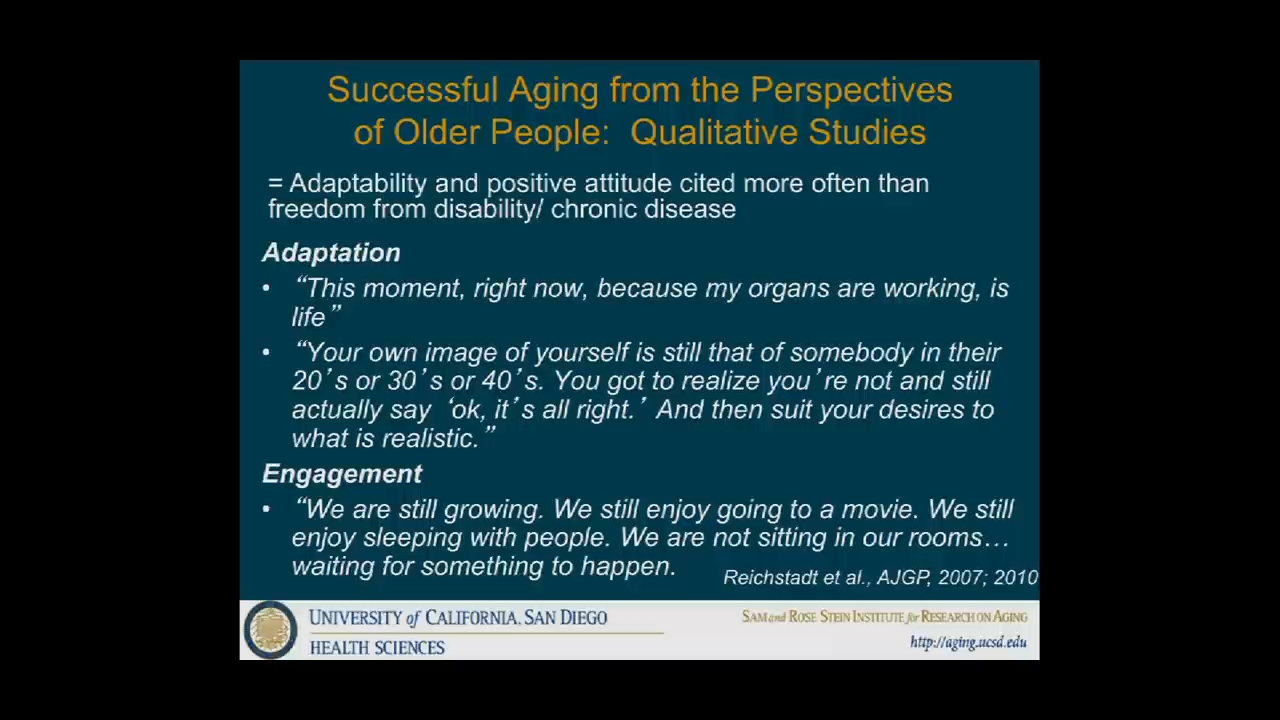 Successful Aging from the Perspectives
of Older People:  Qualitative Studies
= Adaptability and positive attitude cited more often than
freedom from disability/ chronic disease
Adaptation
• “This moment, right now, because my organs are working, is
life”
• “Your own image of yourself is still that of somebody in their
20’s or 30’s or 40’s. You got to realize you’re not and still
actually say ‘ok, it’s all right.’ And then suit your desires to
what is realistic.”
Engagement
• “We are still growing. We still enjoy going to a movie. We still
enjoy sleeping with people. We are not sitting in our rooms…
waiting for something to happen.
Reichstadt et al., AJGP, 2007; 2010
UNIVERSITY of CALIFORNIA, SAN DIEGO
HEALTH SCIENCES
SAM and ROSE STEIN INSTITUTE for RESEARCH ON AGING
http://aging.ucsd.edu